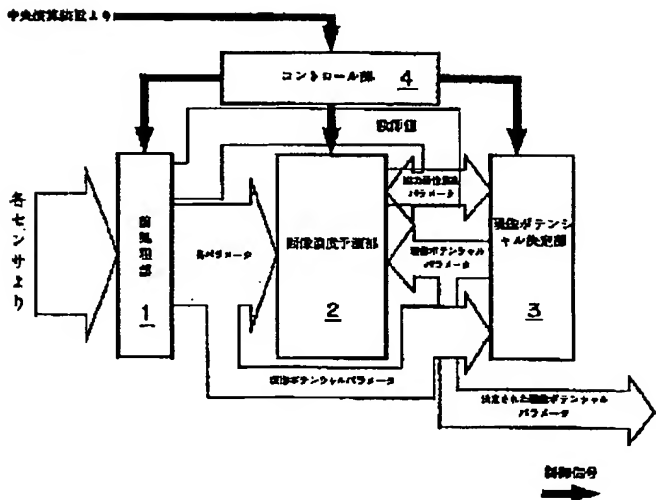 中央演算装置より
コントロール部
4
設定値
各センサより
前処理部
1
各パラメータ
画像濃度予測部
2
パラメータ
現像ポテンシャル
パラメータ
現像ポテンシャル決定部
3
現像ポテンシャルパラメータ
決定された現像ポテンシャル
パラメータ
制御信号